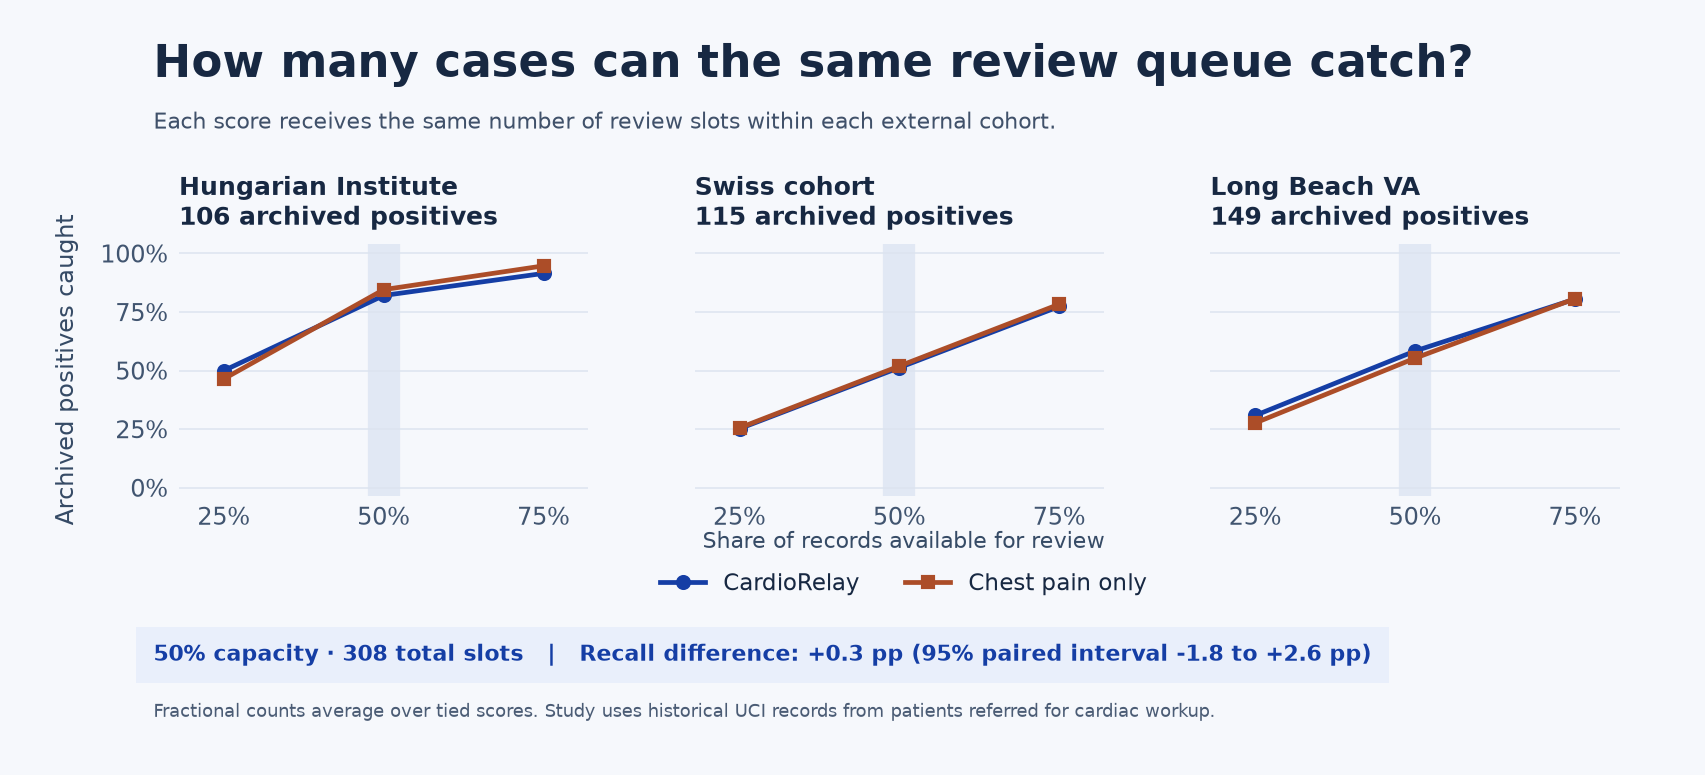 How many cases can the same review queue catch?
Each score receives the same number of review slots within each external cohort.
Archived positives caught
Hungarian Institute
106 archived positives
100%
75%
50%
25%
0%
25% 50% 75%
Swiss cohort
115 archived positives
25% 50% 75%
Long Beach VA
149 archived positives
25% 50% 75%
Share of records available for review
CardioRelay Chest pain only
50% capacity · 308 total slots | Recall difference: +0.3 pp (95% paired interval -1.8 to +2.6 pp)
Fractional counts average over tied scores. Study uses historical UCI records from patients referred for cardiac workup.